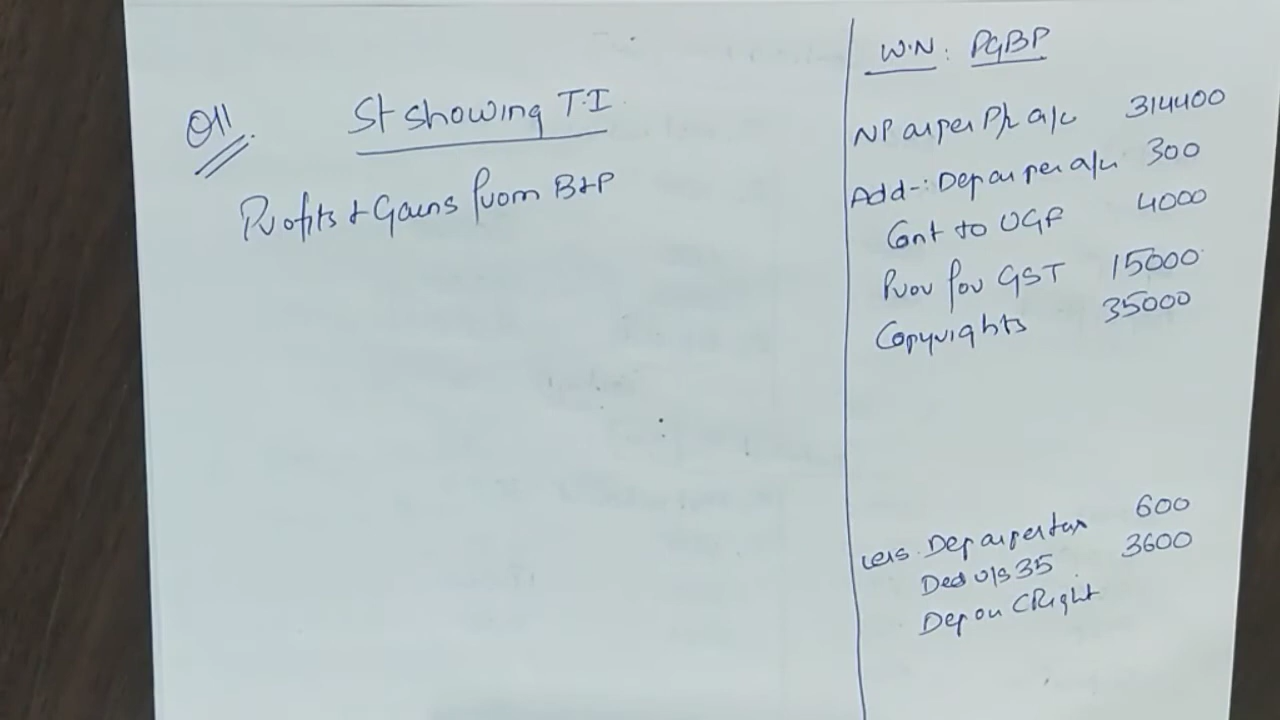 Q11
St showing T.I
Profits & Gains from B&P
W.N : PGBP
NP as per P/L a/c 314400
Add-: Dep as per a/c 300
Cont to UGF 4000
Prov for GST 15000
Copyrights 35000
Less. Dep as per tax 600
Ded u/s 35 3600
Dep on CRight